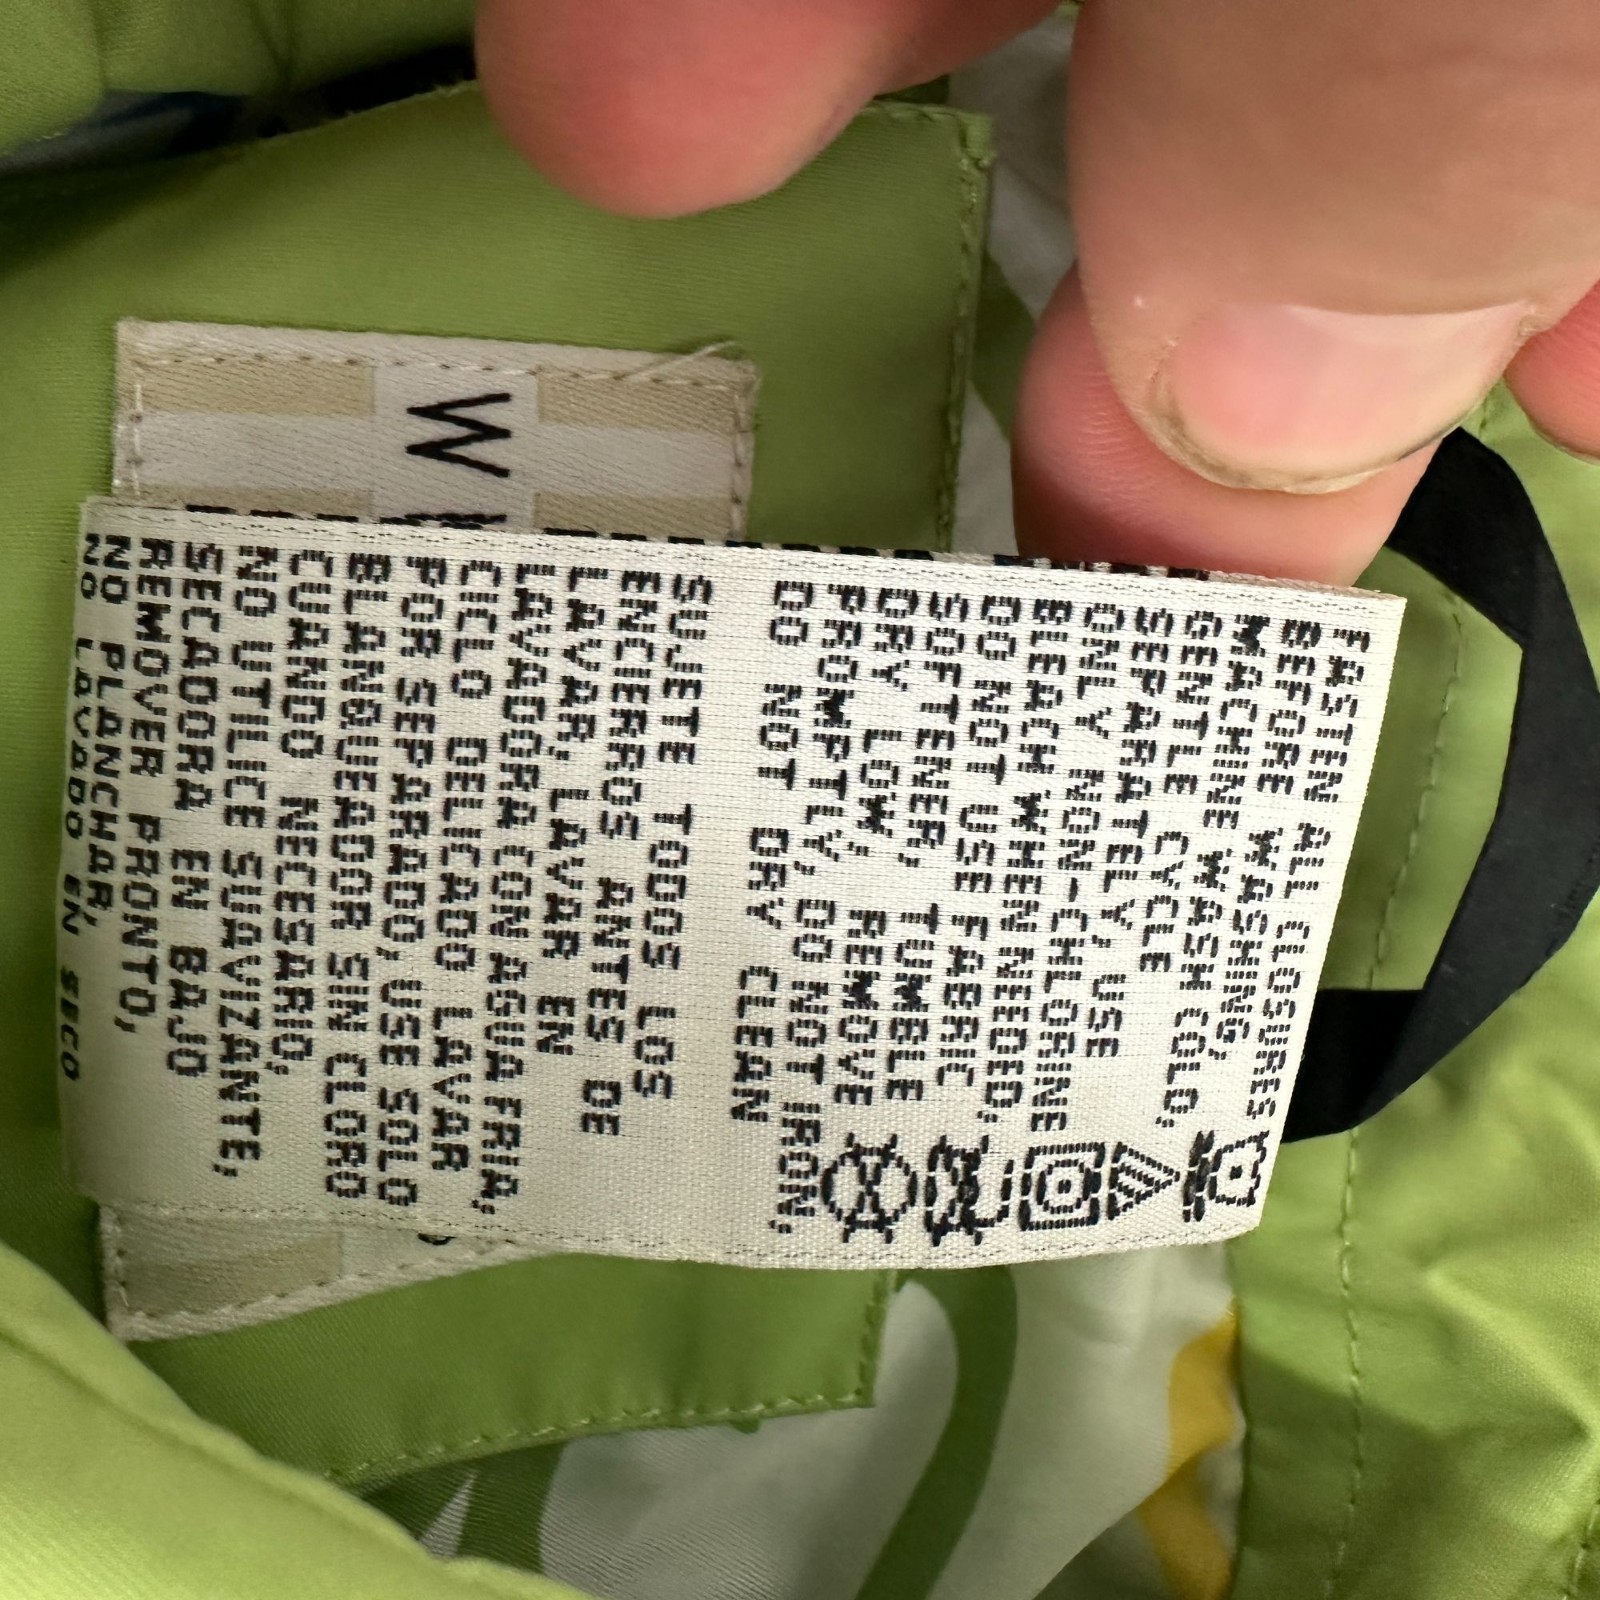 W
FASTEN ALL CLOSURES
BEFORE WASHING,
MACHINE WASH COLD,
GENTLE CYCLE
SEPARATELY, USE
ONLY NON-CHLORINE
BLEACH WHEN NEEDED,
DO NOT USE FABRIC
SOFTENER, TUMBLE
DRY LOW, REMOVE
PROMPTLY, DO NOT IRON,
DO NOT DRY CLEAN
SUJETE TODOS LOS
ENCIERROS ANTES DE
LAVAR, LAVAR EN
LAVADORA CON AGUA FRIA,
CICLO DELICADO LAVAR
POR SEPARADO, USE SOLO
BLANQUEADOR SIN CLORO
CUANDO NECESARIO,
NO UTILICE SUAVIZANTE,
SECADORA EN BAJO
REMOVER PRONTO,
NO PLANCHAR,
NO LAVADO EN SECO